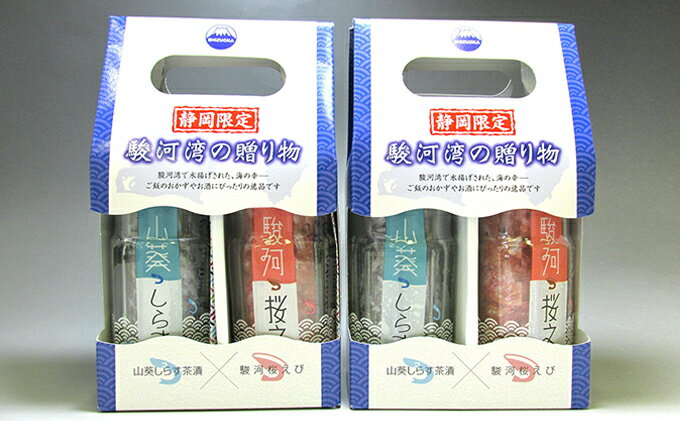 SHIZUOKA
静岡限定
駿河湾の贈り物
駿河湾で水揚げされた、海の幸──
ご飯のおかずやお酒にぴったりの逸品です
山葵しらす
駿河桜え
山葵しらす茶漬 × 駿河桜えび
SHIZUOKA
静岡限定
駿河湾の贈り物
駿河湾で水揚げされた、海の幸──
ご飯のおかずやお酒にぴったりの逸品です
山葵しらす
駿河桜え
山葵しらす茶漬 × 駿河桜えび